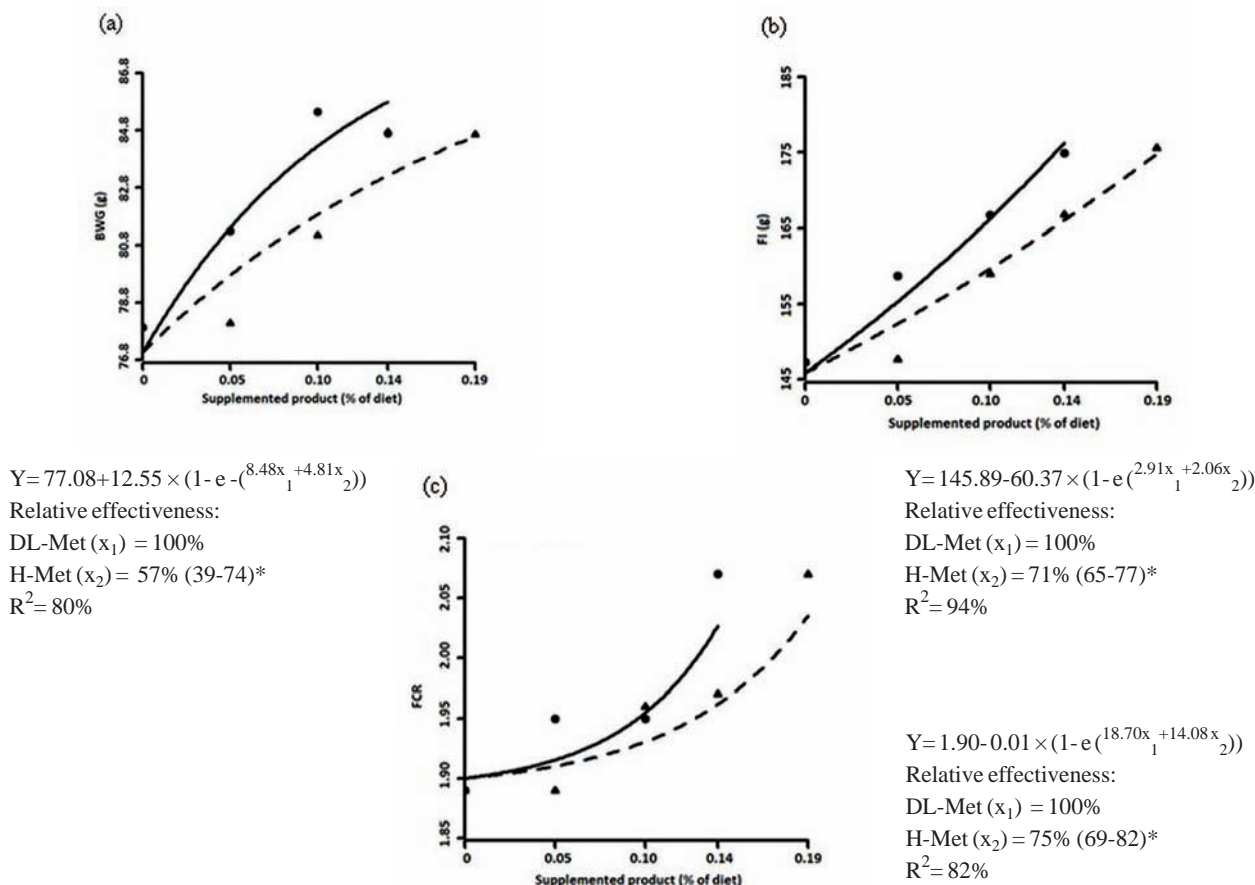 (a)
BWG (g)
86.8
84.8
82.8
80.8
78.8
76.8
0 0.05 0.10 0.14 0.19
Supplemented product (% of diet)
(b)
FI (g)
185
175
165
155
145
0 0.05 0.10 0.14 0.19
Supplemented product (% of diet)
Y= 77.08+12.55 × (1- e -(8.48x1+4.81x2))
Relative effectiveness:
DL-Met (x1) = 100%
H-Met (x2) = 57% (39-74)*
R2= 80%
Y= 145.89-60.37 × (1- e (2.91x1+2.06x2))
Relative effectiveness:
DL-Met (x1) = 100%
H-Met (x2) = 71% (65-77)*
R2= 94%
(c)
FCR
2.10
2.05
2.00
1.95
1.90
1.85
0 0.05 0.10 0.14 0.19
Supplemented product (% of diet)
Y= 1.90- 0.01 × (1- e (18.70x1+14.08x2))
Relative effectiveness:
DL-Met (x1) = 100%
H-Met (x2) = 75% (69-82)*
R2= 82%